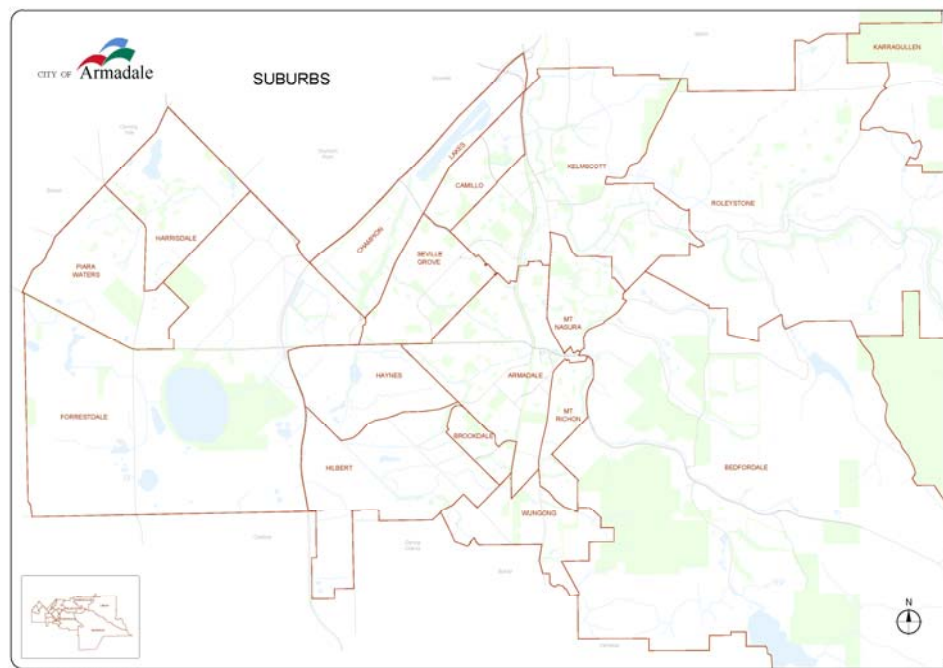 CITY OF Armadale
SUBURBS
KARRAGULLEN
LAKES
KELMSCOTT
CAMILLO
ROLEYSTONE
CHAMPION
HARRISDALE
SEVILLE
GROVE
PIARA
WATERS
MT
NASURA
HAYNES
ARMADALE
FORRESTDALE
MT
RICHON
BROOKDALE
HILBERT
BEDFORDALE
WUNGONG
N